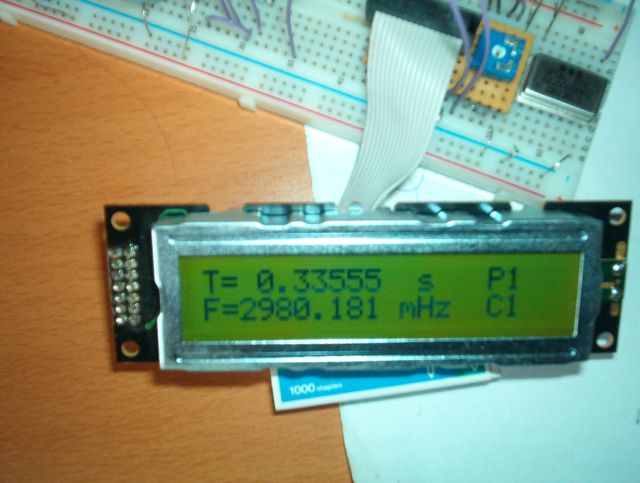 T= 0.33555 s P1
F=2980.181 mHz C1
1000 staples